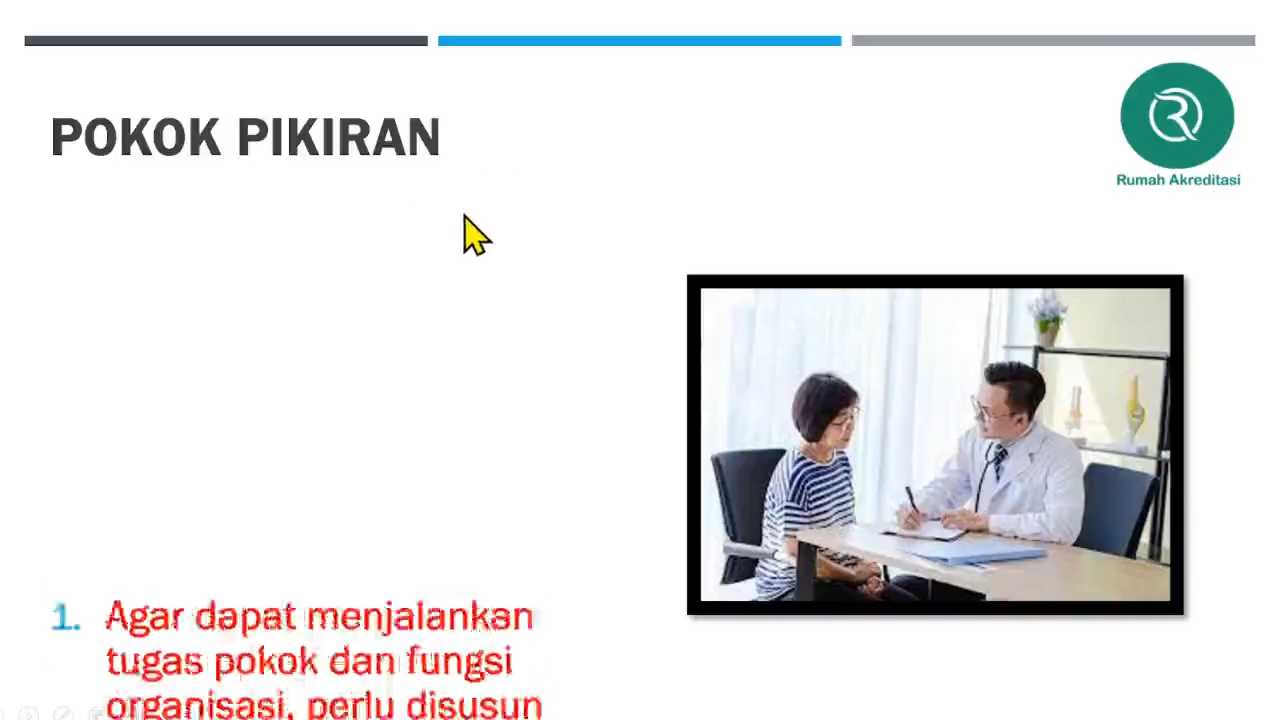 POKOK PIKIRAN
Rumah Akreditasi
1. Agar dapat menjalankan
tugas pokok dan fungsi
organisasi, perlu disusun